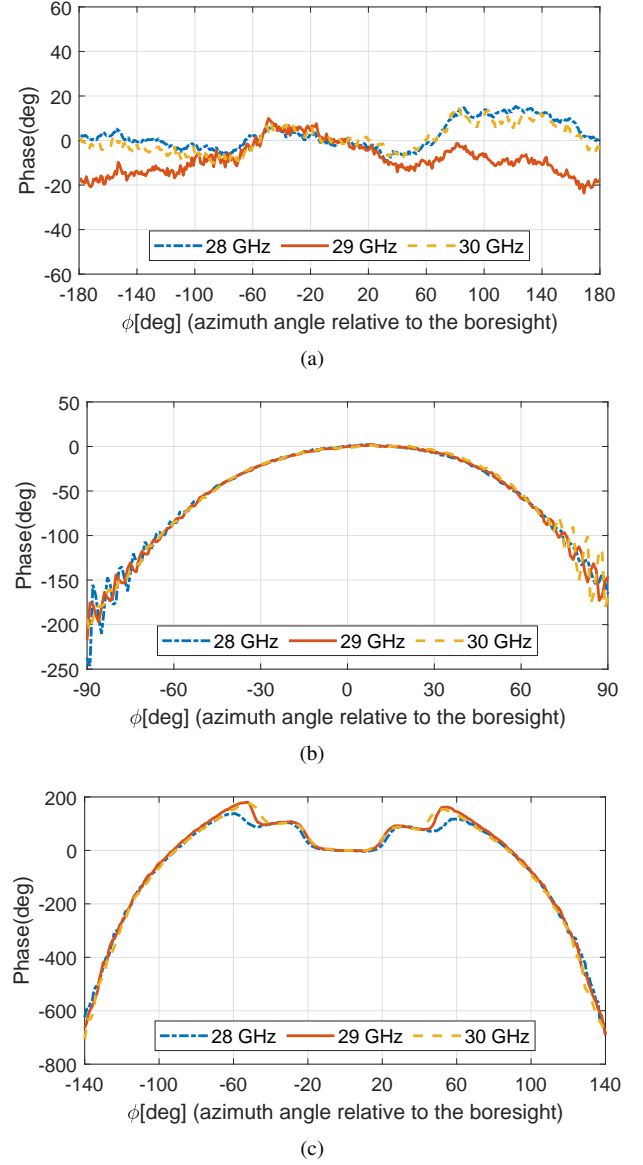 60
40
20
0
-20
-40
-60
Phase(deg)
28 GHz 29 GHz 30 GHz
-180 -140 -100 -60 -20 20 60 100 140 180
ϕ[deg] (azimuth angle relative to the boresight)
(a)
50
0
-50
-100
-150
-200
-250
Phase(deg)
28 GHz 29 GHz 30 GHz
-90 -60 -30 0 30 60 90
ϕ[deg] (azimuth angle relative to the boresight)
(b)
200
0
-200
-400
-600
-800
Phase(deg)
28 GHz 29 GHz 30 GHz
-140 -100 -60 -20 20 60 100 140
ϕ[deg] (azimuth angle relative to the boresight)
(c)